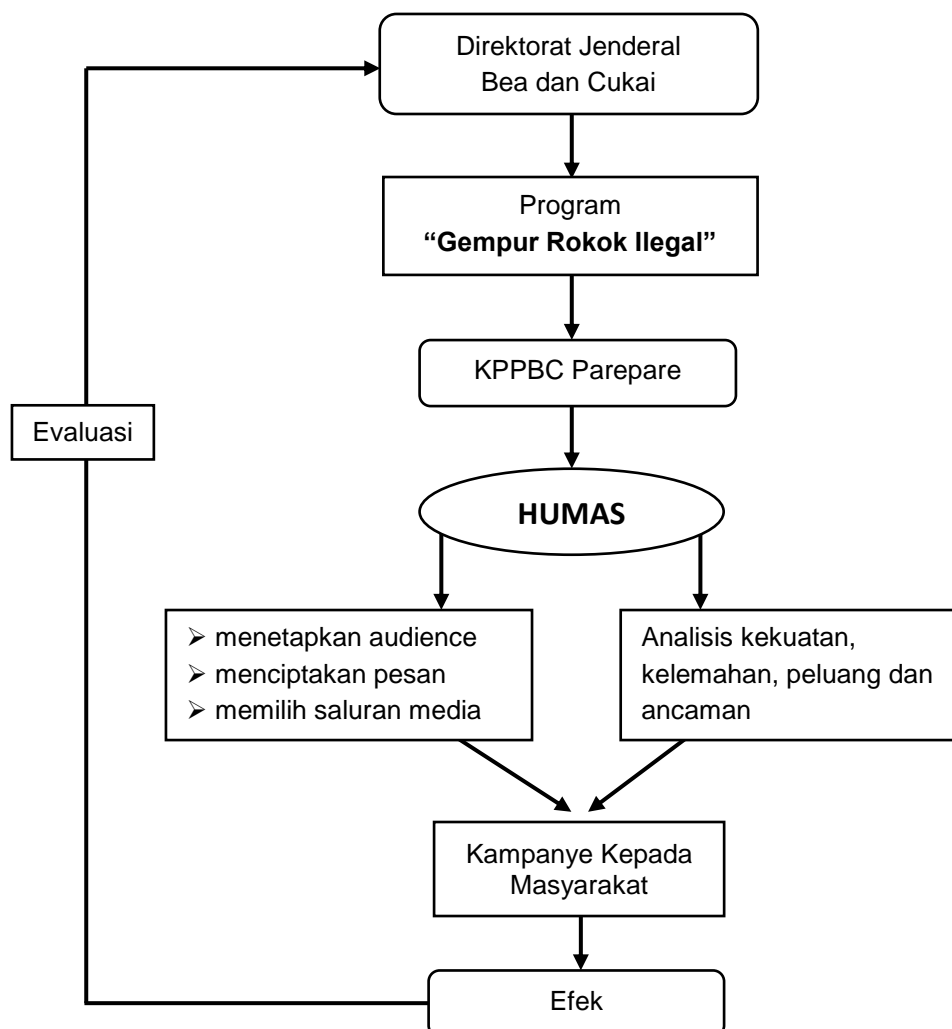 Direktorat Jenderal
Bea dan Cukai
Program
“Gempur Rokok Ilegal”
KPPBC Parepare
Evaluasi
HUMAS
➢ menetapkan audience
➢ menciptakan pesan
➢ memilih saluran media
Analisis kekuatan,
kelemahan, peluang dan
ancaman
Kampanye Kepada
Masyarakat
Efek